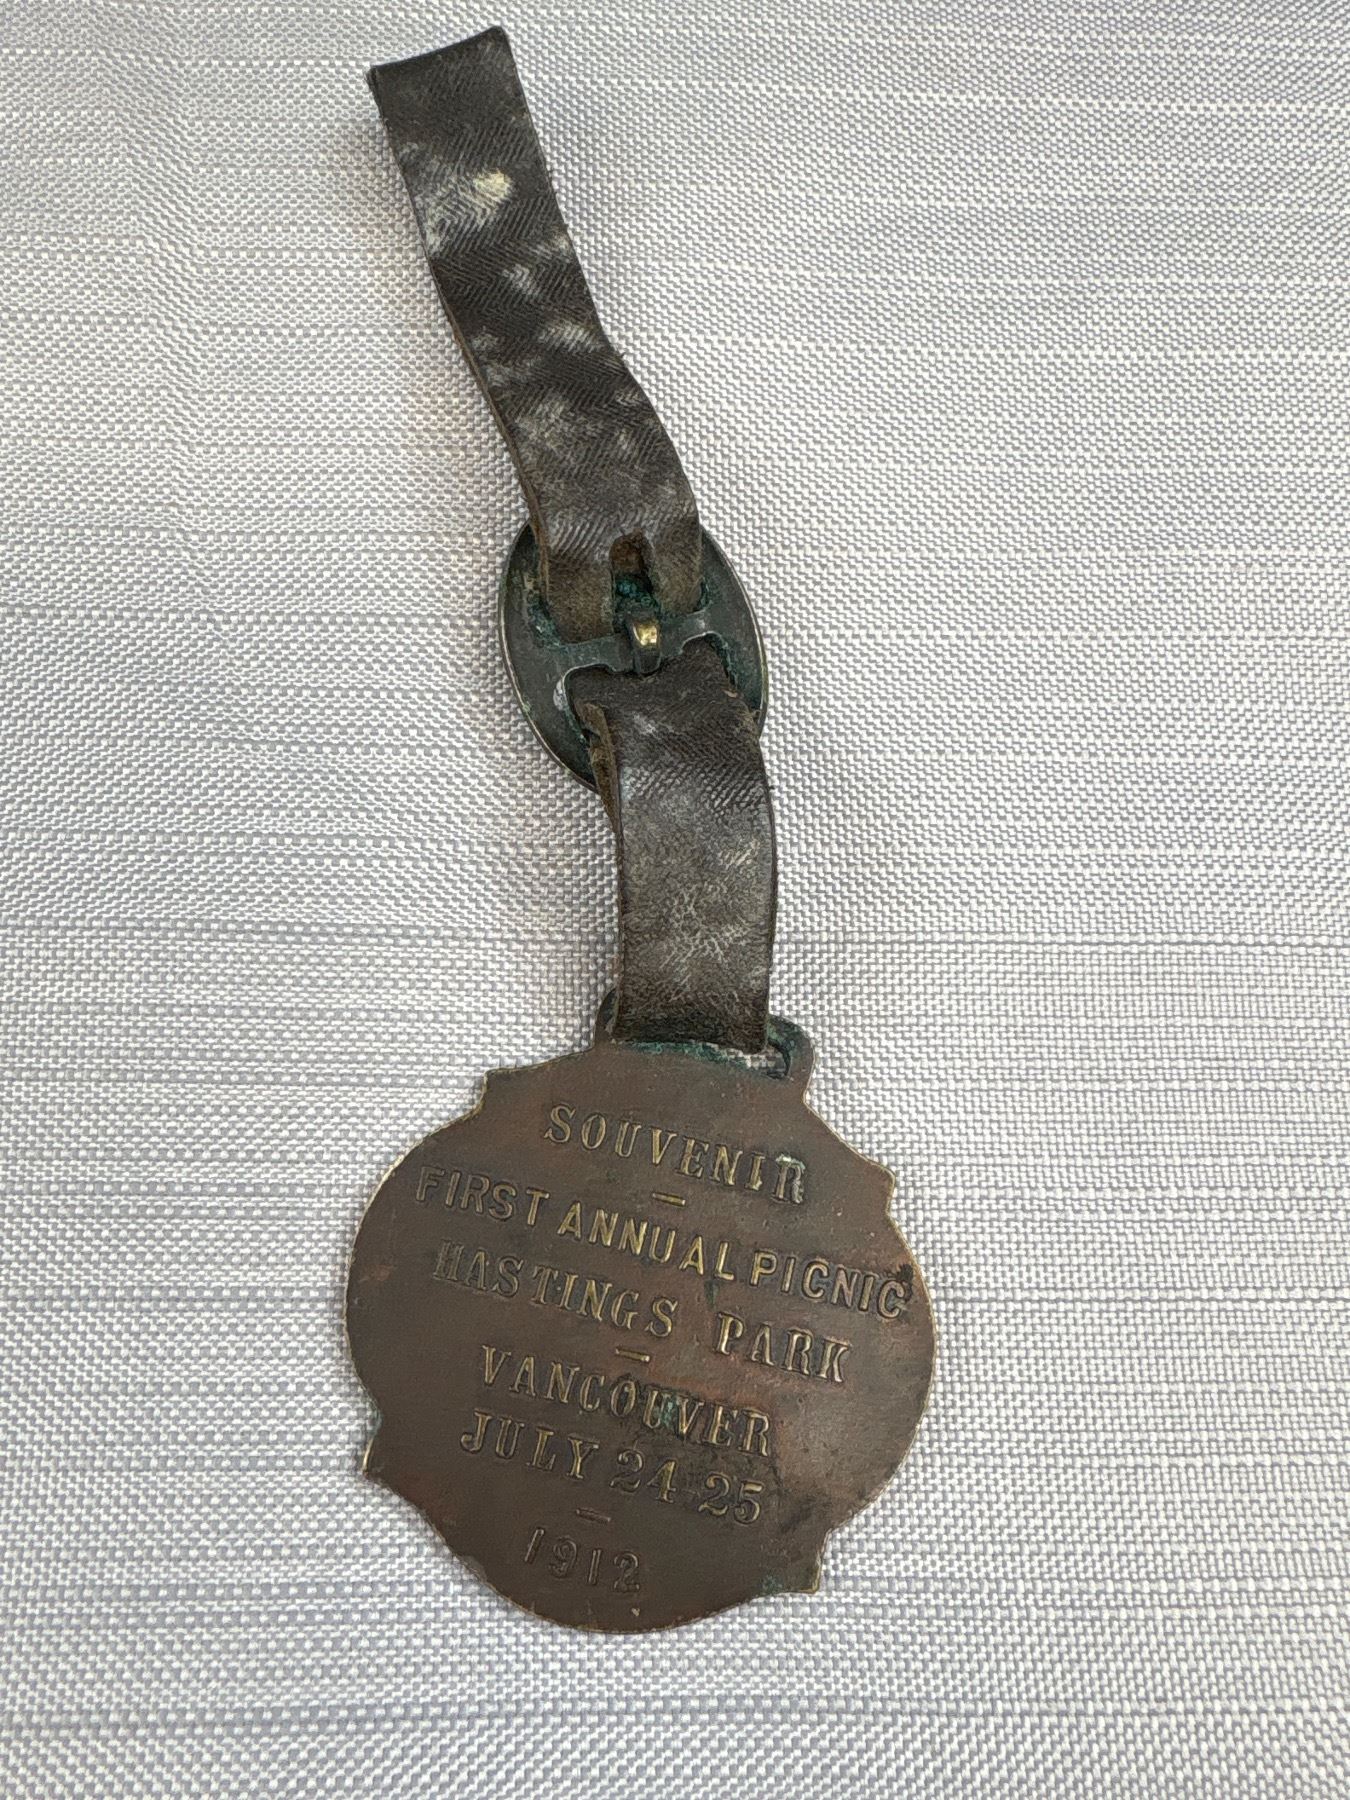 SOUVENIR
–
FIRST ANNUAL PICNIC
HASTINGS PARK
–
VANCOUVER
JULY 24-25
–
1912